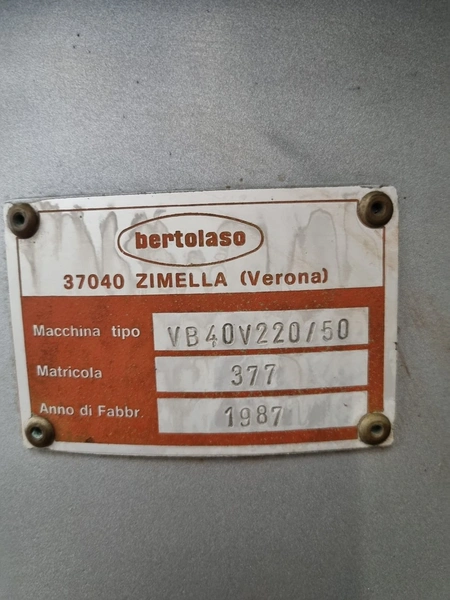 bertolaso
37040 ZIMELLA (Verona)
Macchina tipo VB40V220/50
Matricola 377
Anno di Fabbr. 1987